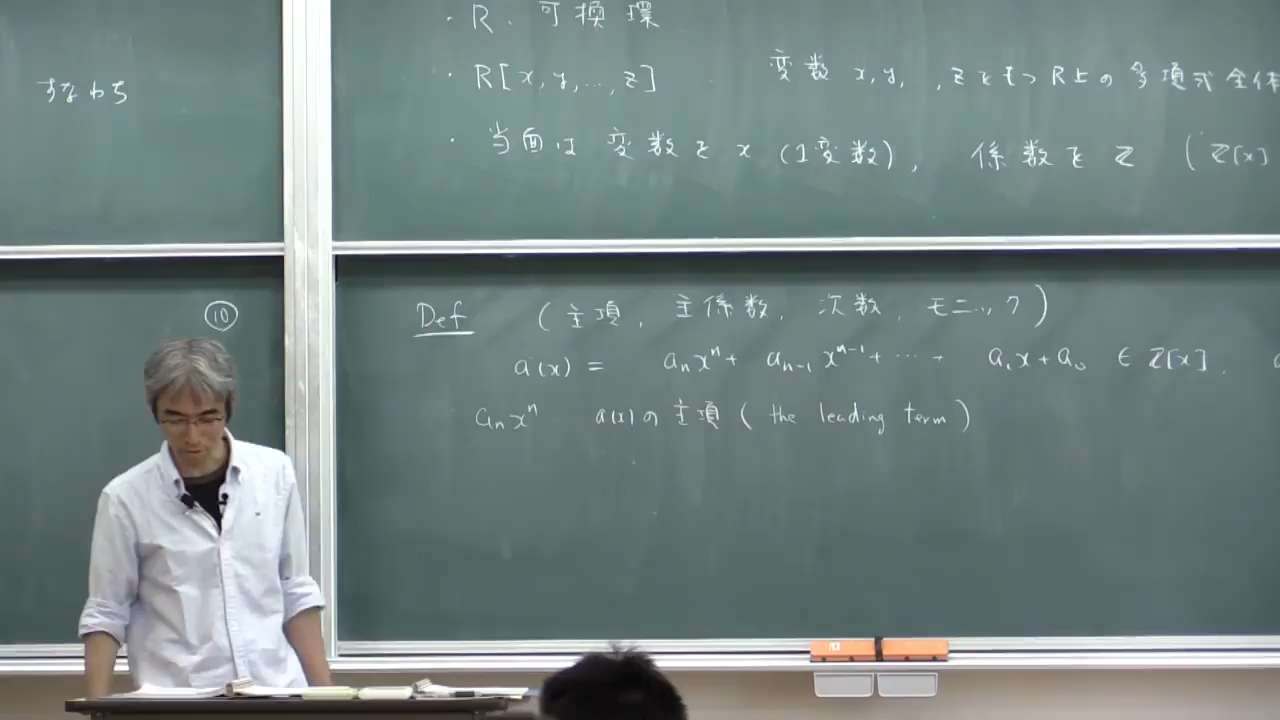 すなわち
・R. 可換環
・R[x, y, ..., z] 変数 x, y, ..., z をもつ R上の多項式全体
・当面は 変数を x (1変数), 係数を Z (Z[x]
⑩
Def (主項, 主係数, 次数, モニック)
a(x) = aₙxⁿ + aₙ₋₁xⁿ⁻¹ + ⋯ + a₁x + a₀ ∈ Z[x].
aₙxⁿ a(x)の主項 (the leading term)